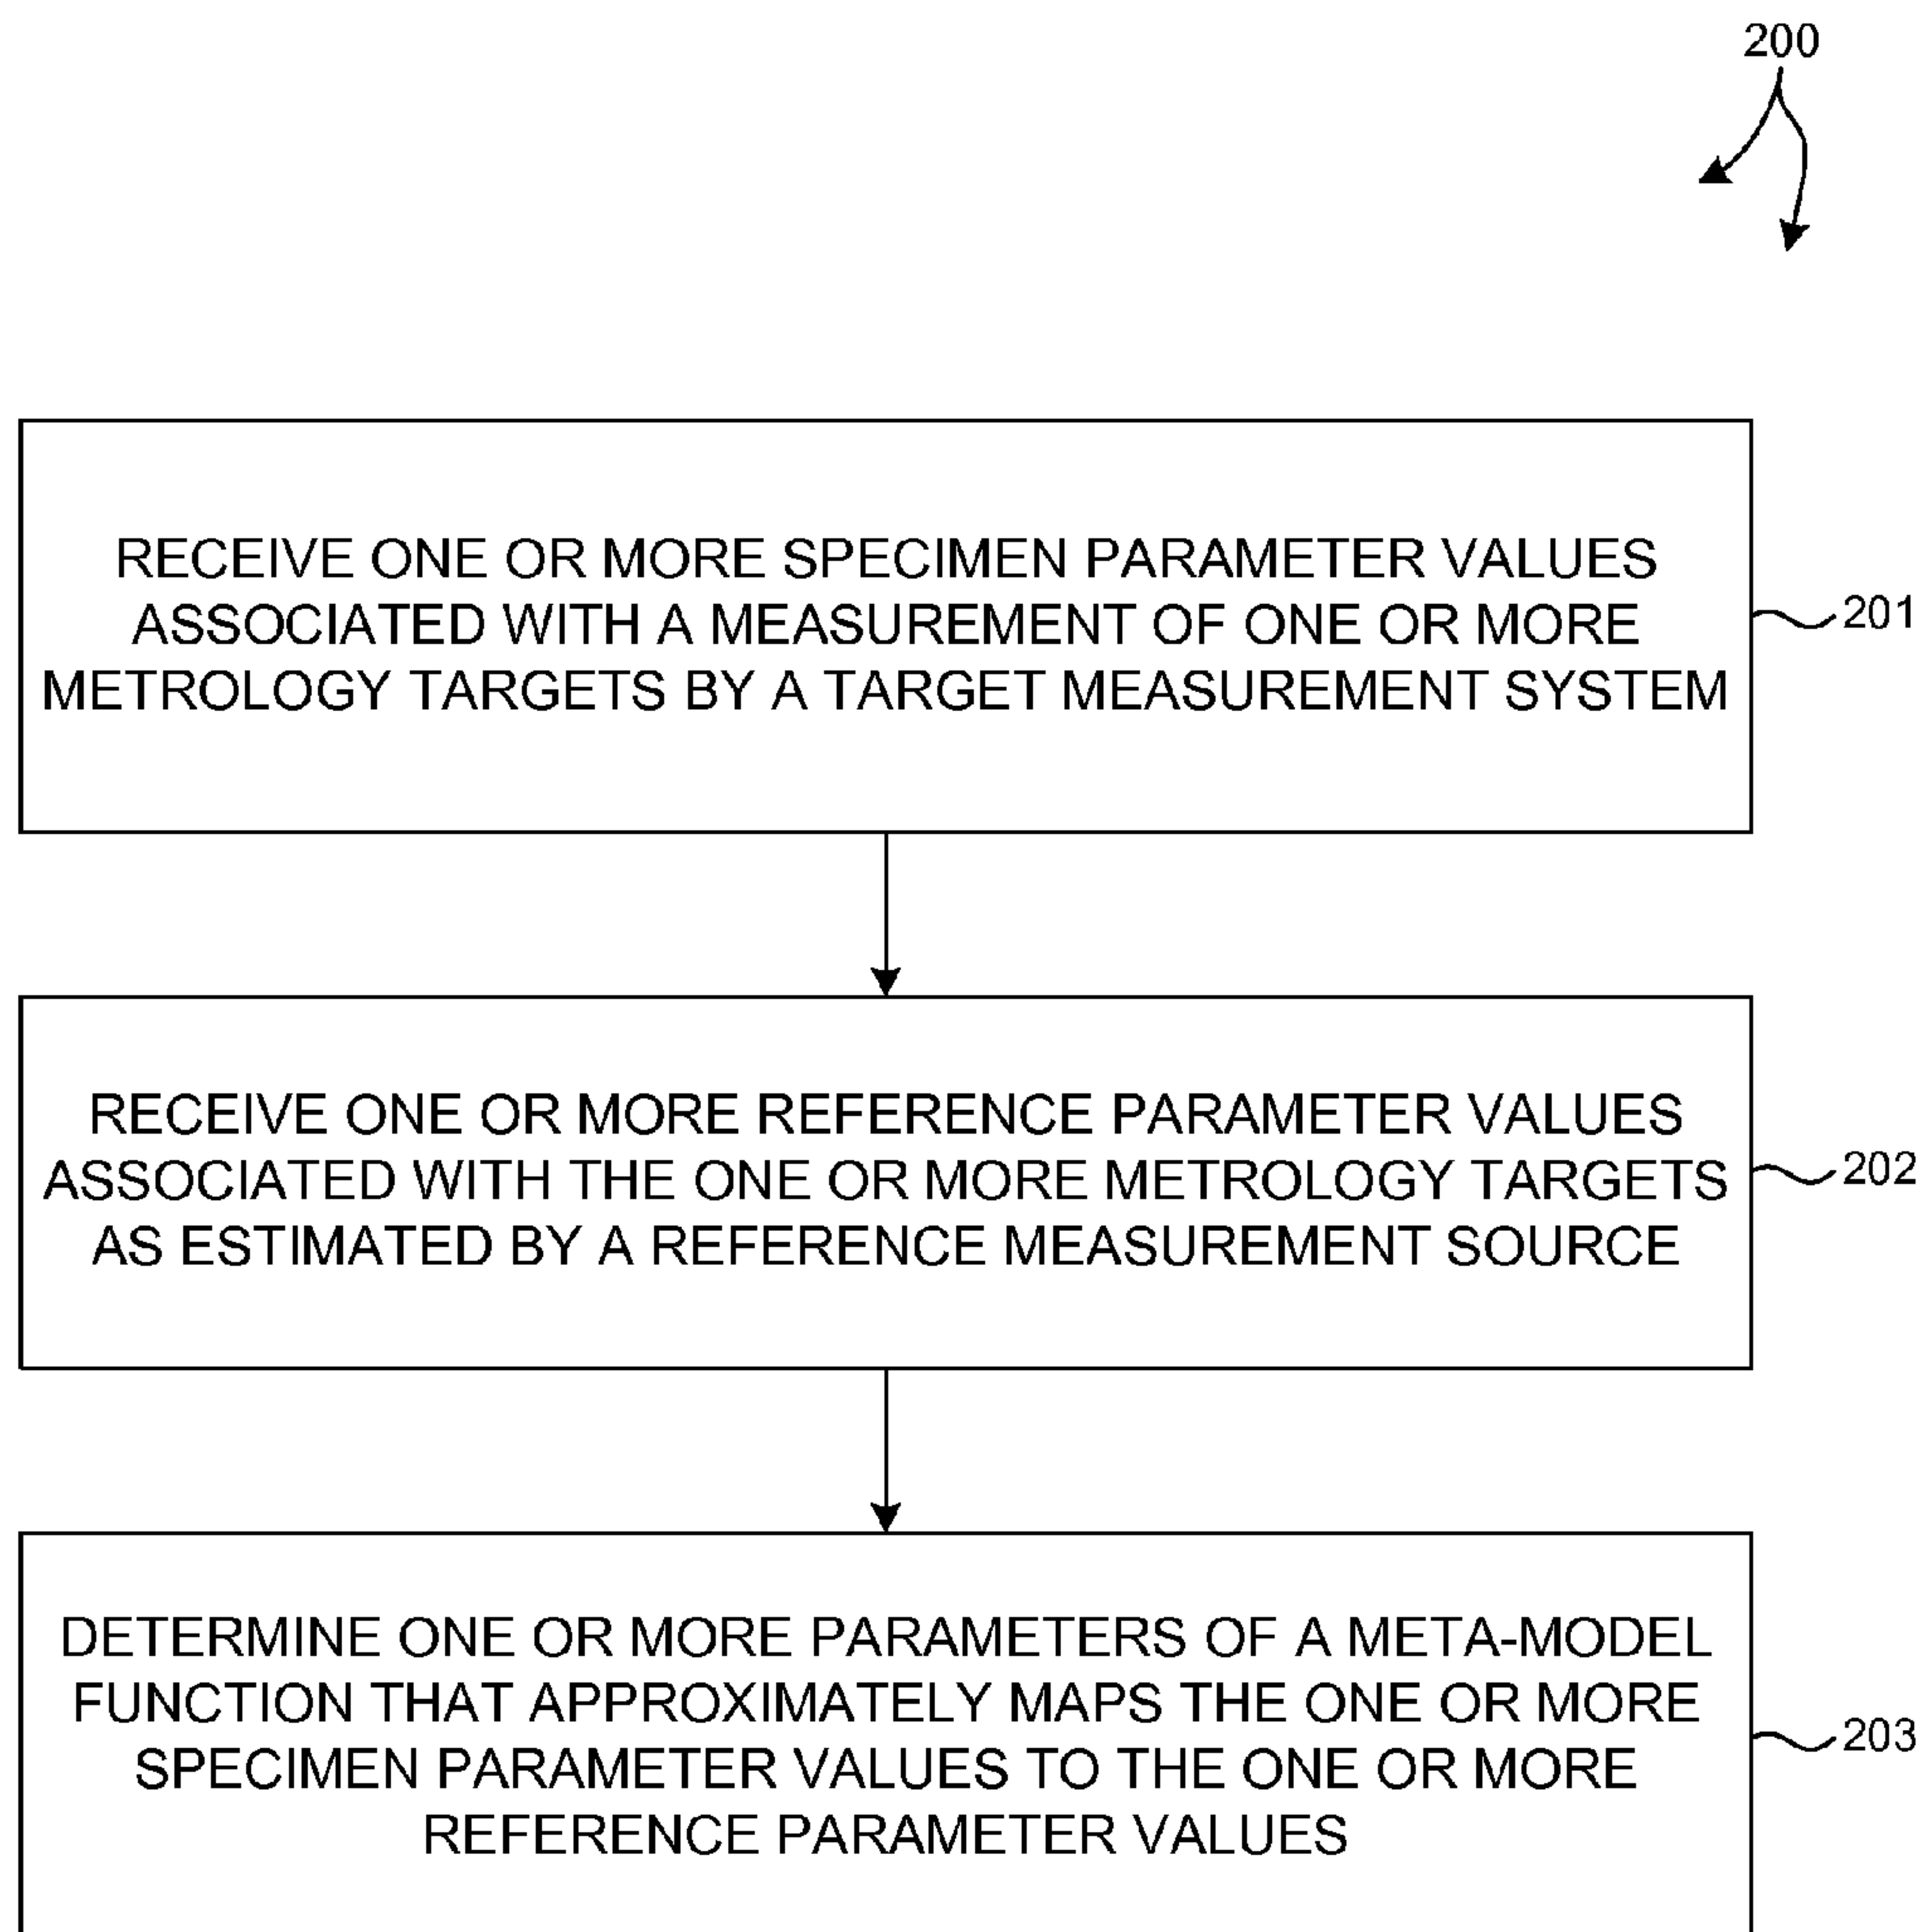 200
RECEIVE ONE OR MORE SPECIMEN PARAMETER VALUES
ASSOCIATED WITH A MEASUREMENT OF ONE OR MORE
METROLOGY TARGETS BY A TARGET MEASUREMENT SYSTEM
201
RECEIVE ONE OR MORE REFERENCE PARAMETER VALUES
ASSOCIATED WITH THE ONE OR MORE METROLOGY TARGETS
AS ESTIMATED BY A REFERENCE MEASUREMENT SOURCE
202
DETERMINE ONE OR MORE PARAMETERS OF A META-MODEL
FUNCTION THAT APPROXIMATELY MAPS THE ONE OR MORE
SPECIMEN PARAMETER VALUES TO THE ONE OR MORE
REFERENCE PARAMETER VALUES
203